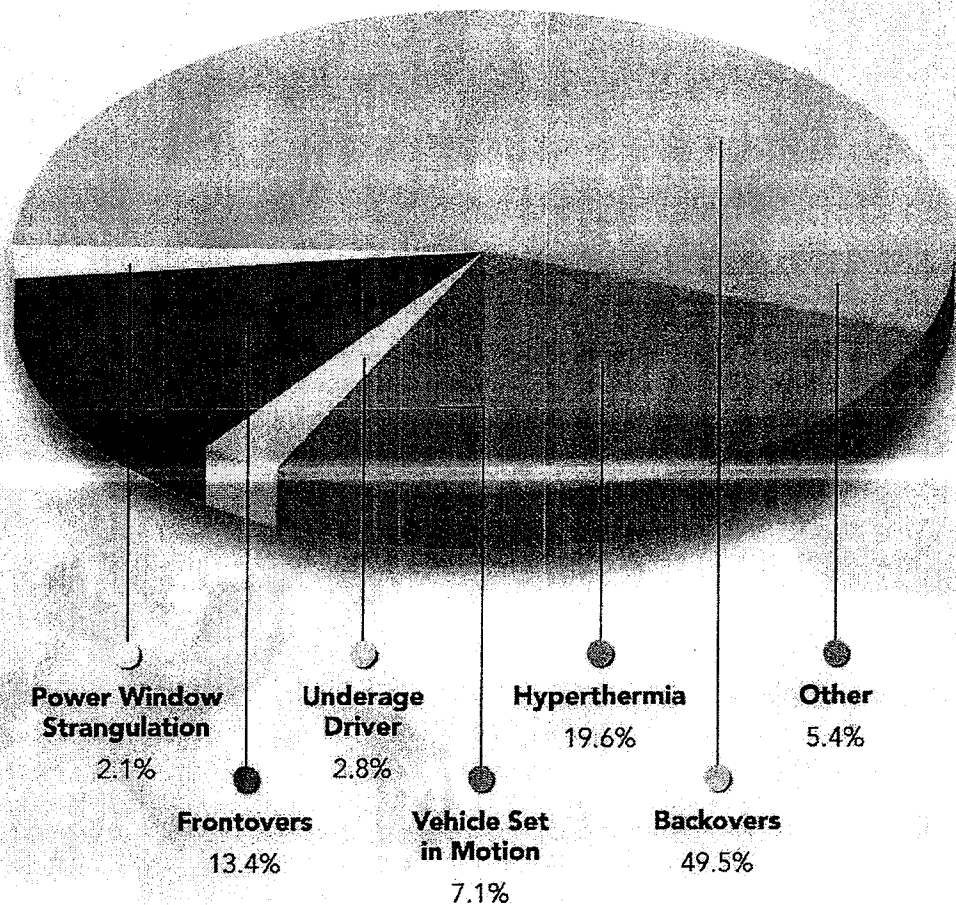 Power Window
Strangulation
2.1%
Underage
Driver
2.8%
Hyperthermia
19.6%
Other
5.4%
Frontovers
13.4%
Vehicle Set
in Motion
7.1%
Backovers
49.5%